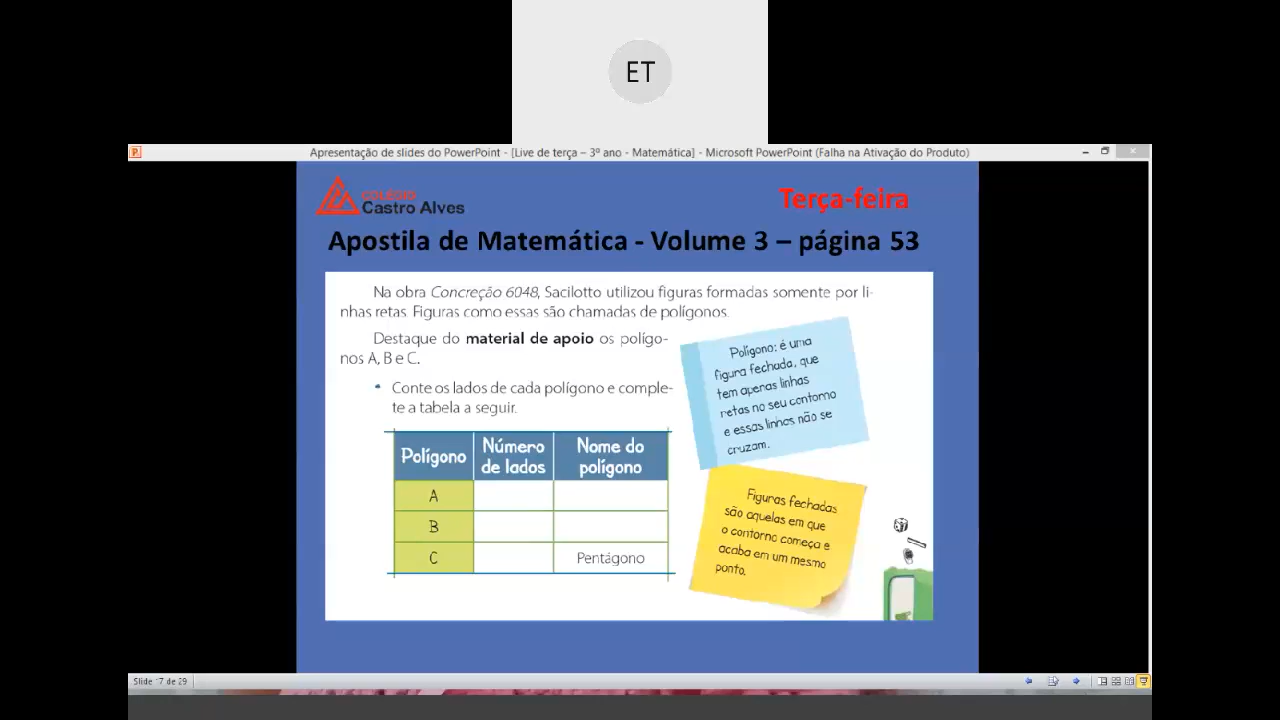 ET
Apresentação de slides do PowerPoint - [Live de terça – 3º ano - Matemática] - Microsoft PowerPoint (Falha na Ativação do Produto)
COLÉGIO
Castro Alves
Terça-feira
Apostila de Matemática - Volume 3 – página 53
Na obra Concreção 6048, Sacilotto utilizou figuras formadas somente por li-
nhas retas. Figuras como essas são chamadas de polígonos.
Destaque do material de apoio os polígo-
nos A, B e C.
• Conte os lados de cada polígono e comple-
te a tabela a seguir.
Polígono Número de lados Nome do polígono
A
B
C Pentágono
Polígono: é uma
figura fechada, que
tem apenas linhas
retas no seu contorno
e essas linhas não se
cruzam.
Figuras fechadas
são aquelas em que
o contorno começa e
acaba em um mesmo
ponto.
Slide 17 de 29